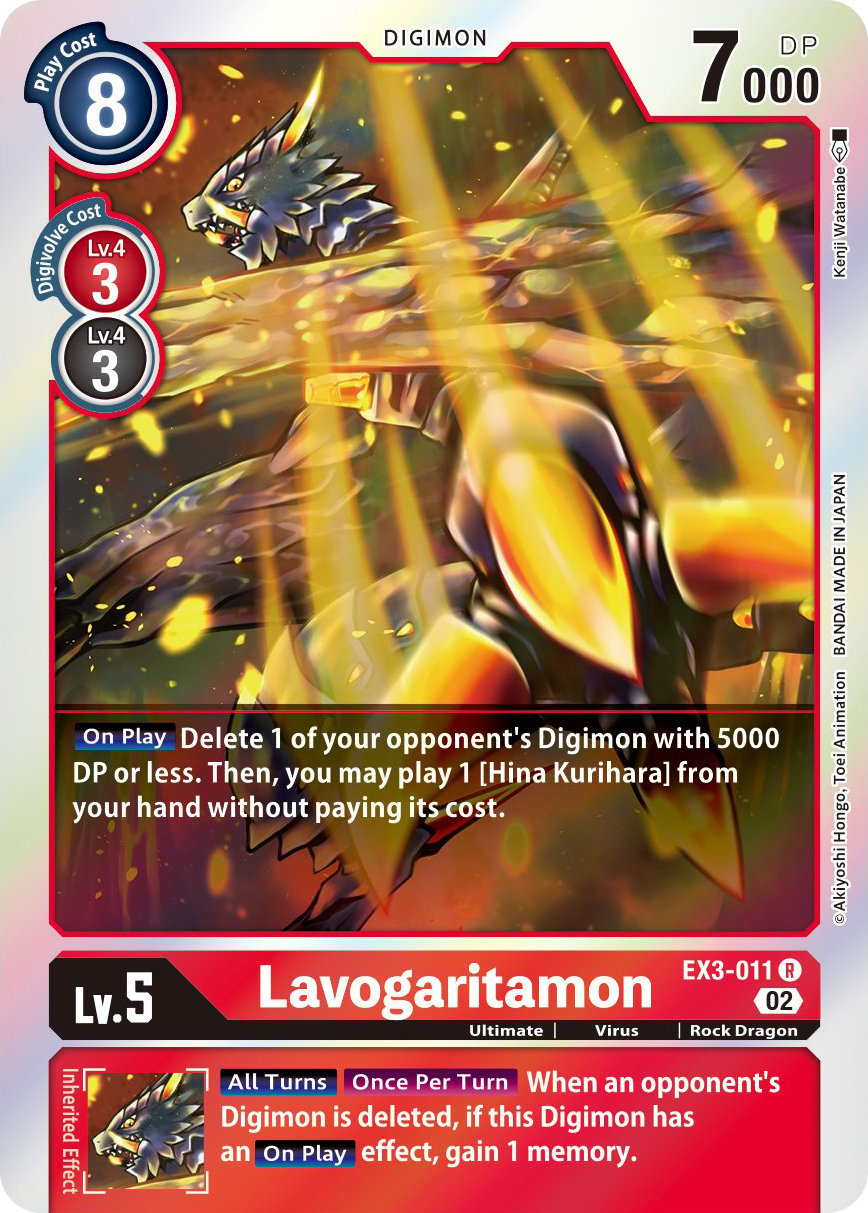 DIGIMON
Play Cost
8
7000
DP
Digivolve Cost
Lv.4
3
Lv.4
3
Kenji Watanabe
©Akiyoshi Hongo, Toei Animation BANDAI MADE IN JAPAN
On Play Delete 1 of your opponent's Digimon with 5000
DP or less. Then, you may play 1 [Hina Kurihara] from
your hand without paying its cost.
Lv.5
Lavogaritamon
EX3-011 R
02
Ultimate | Virus | Rock Dragon
Inherited Effect
All Turns Once Per Turn When an opponent's
Digimon is deleted, if this Digimon has
an On Play effect, gain 1 memory.